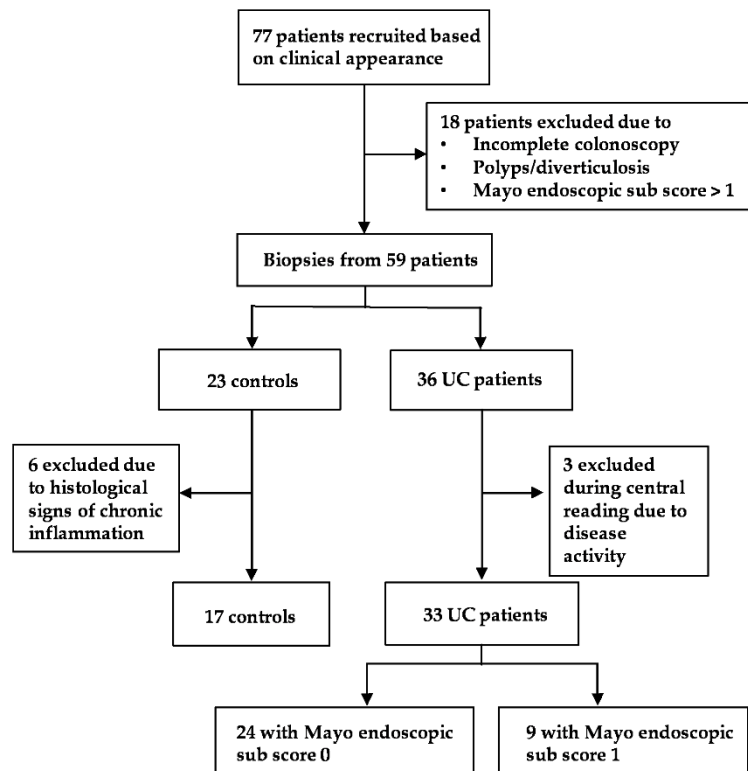 77 patients recruited based
on clinical appearance
18 patients excluded due to
• Incomplete colonoscopy
• Polyps/diverticulosis
• Mayo endoscopic sub score > 1
Biopsies from 59 patients
23 controls
36 UC patients
6 excluded due
to histological
signs of chronic
inflammation
3 excluded
during central
reading due to
disease
activity
17 controls
33 UC patients
24 with Mayo endoscopic
sub score 0
9 with Mayo endoscopic
sub score 1